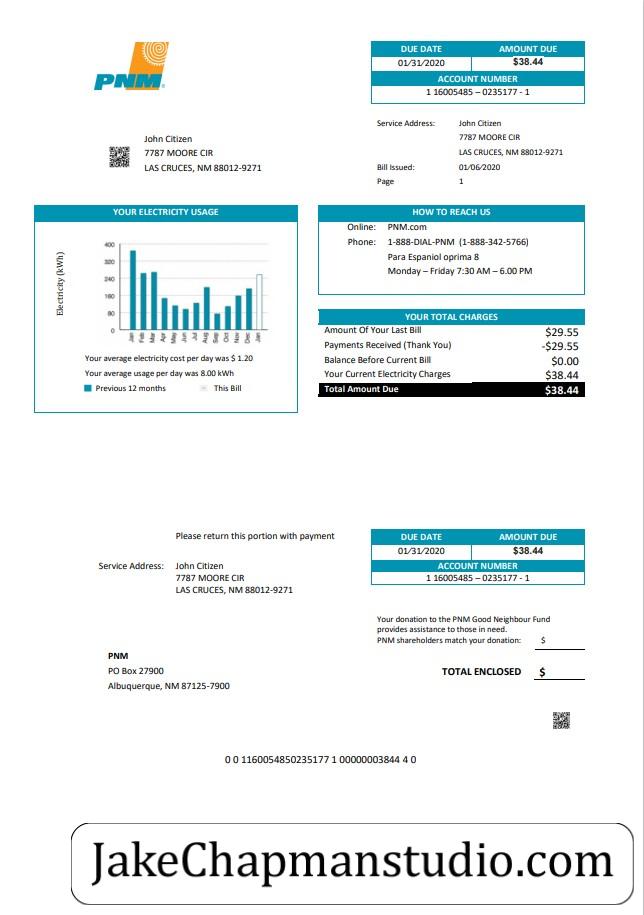 PNM
DUE DATE AMOUNT DUE
01/31/2020 $38.44
ACCOUNT NUMBER
1 16005485 – 0235177 - 1
Service Address: John Citizen
7787 MOORE CIR
LAS CRUCES, NM 88012-9271
Bill Issued: 01/06/2020
Page 1
John Citizen
7787 MOORE CIR
LAS CRUCES, NM 88012-9271
YOUR ELECTRICITY USAGE
Electricity (kWh)
400
320
240
160
80
0
Jan Feb Mar Apr May Jun Jul Aug Sep Oct Nov Dec Jan
Your average electricity cost per day was $ 1.20
Your average usage per day was 8.00 kWh
Previous 12 months This Bill
HOW TO REACH US
Online: PNM.com
Phone: 1-888-DIAL-PNM (1-888-342-5766)
Para Espaniol oprima 8
Monday – Friday 7:30 AM – 6.00 PM
YOUR TOTAL CHARGES
Amount Of Your Last Bill $29.55
Payments Received (Thank You) -$29.55
Balance Before Current Bill $0.00
Your Current Electricity Charges $38.44
Total Amount Due $38.44
Please return this portion with payment
Service Address: John Citizen
7787 MOORE CIR
LAS CRUCES, NM 88012-9271
DUE DATE AMOUNT DUE
01/31/2020 $38.44
ACCOUNT NUMBER
1 16005485 – 0235177 - 1
Your donation to the PNM Good Neighbour Fund
provides assistance to those in need.
PNM shareholders match your donation: $
TOTAL ENCLOSED $
PNM
PO Box 27900
Albuquerque, NM 87125-7900
0 0 1160054850235177 1 00000003844 4 0
JakeChapmanstudio.com